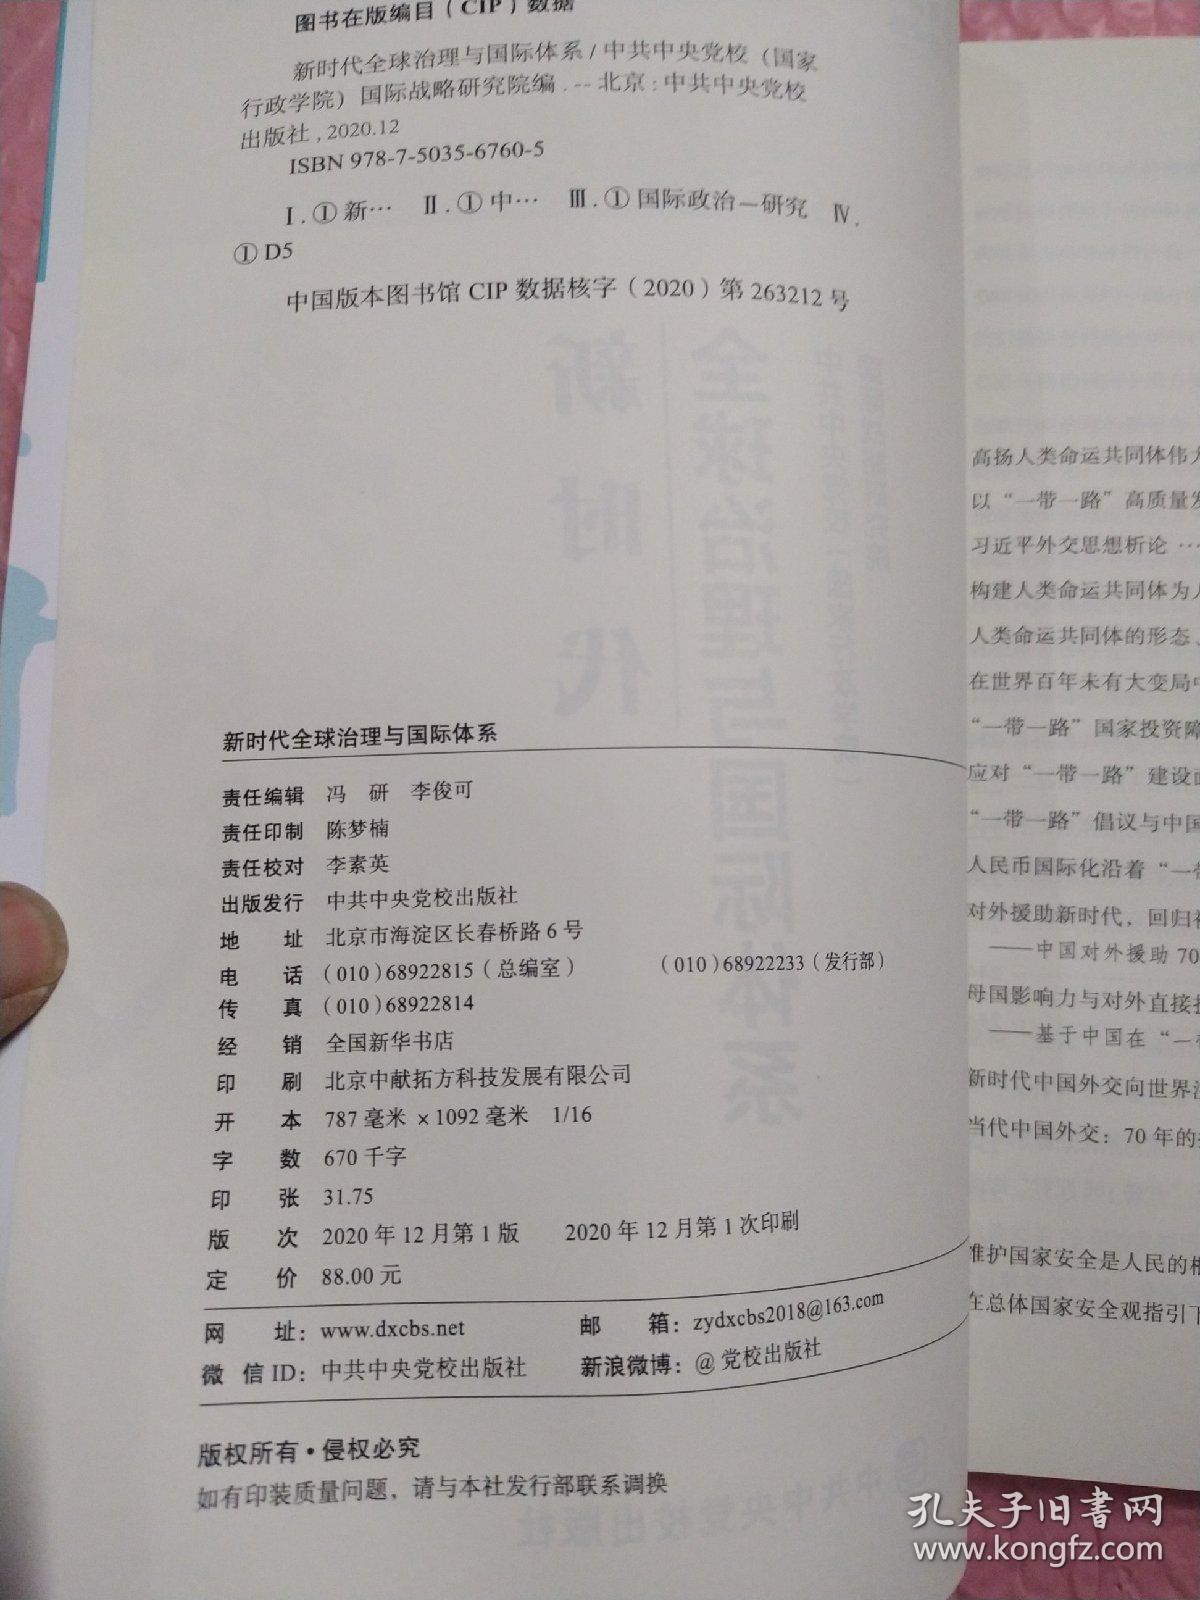 图书在版编目（CIP）数据
新时代全球治理与国际体系 / 中共中央党校（国家
行政学院）国际战略研究院编 . -- 北京：中共中央党校
出版社，2020.12
ISBN 978-7-5035-6760-5
Ⅰ.①新… Ⅱ.①中… Ⅲ.①国际政治－研究 Ⅳ.
①D5
中国版本图书馆 CIP 数据核字（2020）第 263212 号
新时代全球治理与国际体系
责任编辑 冯 研 李俊可
责任印制 陈梦楠
责任校对 李素英
出版发行 中共中央党校出版社
地 址 北京市海淀区长春桥路 6 号
电 话 （010）68922815（总编室） （010）68922233（发行部）
传 真 （010）68922814
经 销 全国新华书店
印 刷 北京中献拓方科技发展有限公司
开 本 787 毫米 × 1092 毫米 1/16
字 数 670 千字
印 张 31.75
版 次 2020 年 12 月第 1 版 2020 年 12 月第 1 次印刷
定 价 88.00 元
网 址：www.dxcbs.net 邮 箱：zydxcbs2018@163.com
微 信 ID：中共中央党校出版社 新浪微博：@党校出版社
版权所有·侵权必究
如有印装质量问题，请与本社发行部联系调换
高扬人类命运共同体伟大
以“一带一路”高质量发
习近平外交思想析论 …
构建人类命运共同体为人
人类命运共同体的形态、
在世界百年未有大变局中
“一带一路”国家投资障
应对“一带一路”建设面
“一带一路”倡议与中国
人民币国际化沿着“一带
对外援助新时代，回归
——中国对外援助 70
母国影响力与对外直接投
——基于中国在“一带
新时代中国外交向世界
当代中国外交：70 年的
维护国家安全是人民的根
在总体国家安全观指引下
孔夫子旧书网
www.kongfz.com